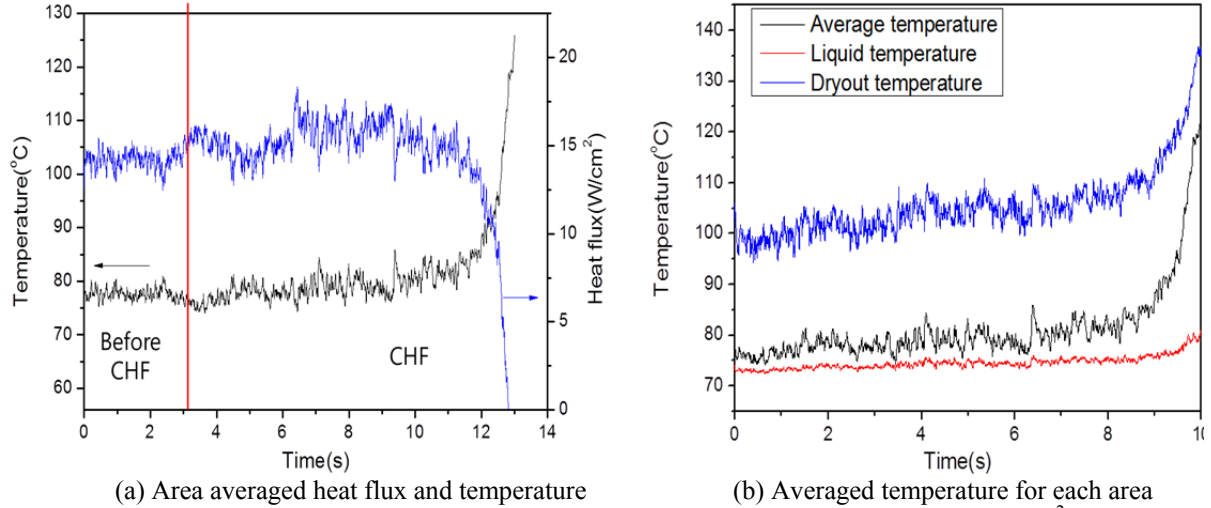 130
120
110
100
90
80
70
60
Temperature(°C)
20
15
10
5
0
Heat flux(W/cm²)
Before
CHF
CHF
0 2 4 6 8 10 12 14
Time(s)
(a) Area averaged heat flux and temperature
Average temperature
Liquid temperature
Dryout temperature
140
130
120
110
100
90
80
70
Temperature(°C)
0 2 4 6 8 10
Time(s)
(b) Averaged temperature for each area
2